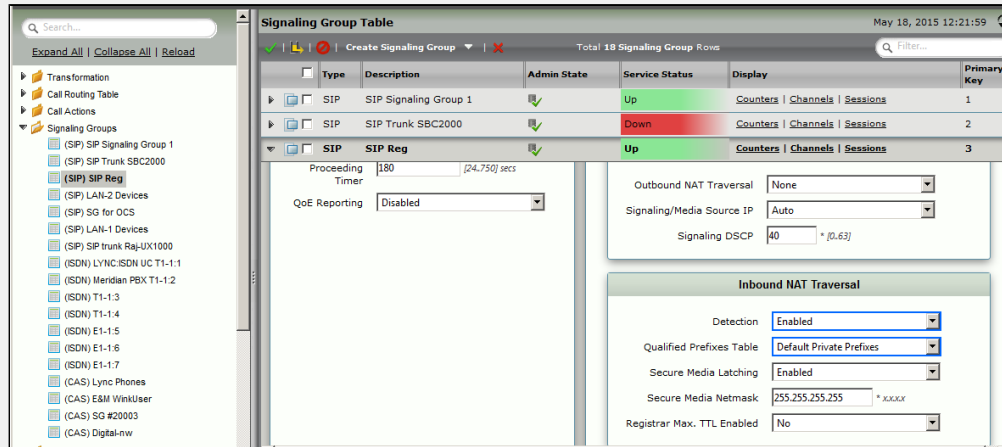 Search...
Expand All | Collapse All | Reload
Transformation
Call Routing Table
Call Actions
Signaling Groups
(SIP) SIP Signaling Group 1
(SIP) SIP Trunk SBC2000
(SIP) SIP Reg
(SIP) LAN-2 Devices
(SIP) SG for OCS
(SIP) LAN-1 Devices
(SIP) SIP trunk Raj-UX1000
(ISDN) LYNC:ISDN UC T1-1:1
(ISDN) Meridian PBX T1-1:2
(ISDN) T1-1:3
(ISDN) T1-1:4
(ISDN) E1-1:5
(ISDN) E1-1:6
(ISDN) E1-1:7
(CAS) Lync Phones
(CAS) E&M WinkUser
(CAS) SG #20003
(CAS) Digital-nw
Signaling Group Table May 18, 2015 12:21:59
Create Signaling Group | Total 18 Signaling Group Rows Filter...
Type Description Admin State Service Status Display Primary Key
SIP SIP Signaling Group 1 Up Counters | Channels | Sessions 1
SIP SIP Trunk SBC2000 Down Counters | Channels | Sessions 2
SIP SIP Reg Up Counters | Channels | Sessions 3
Proceeding Timer 180 [24..750] secs
QoE Reporting Disabled
Outbound NAT Traversal None
Signaling/Media Source IP Auto
Signaling DSCP 40 * [0..63]
Inbound NAT Traversal
Detection Enabled
Qualified Prefixes Table Default Private Prefixes
Secure Media Latching Enabled
Secure Media Netmask 255.255.255.255 * x.x.x.x
Registrar Max. TTL Enabled No